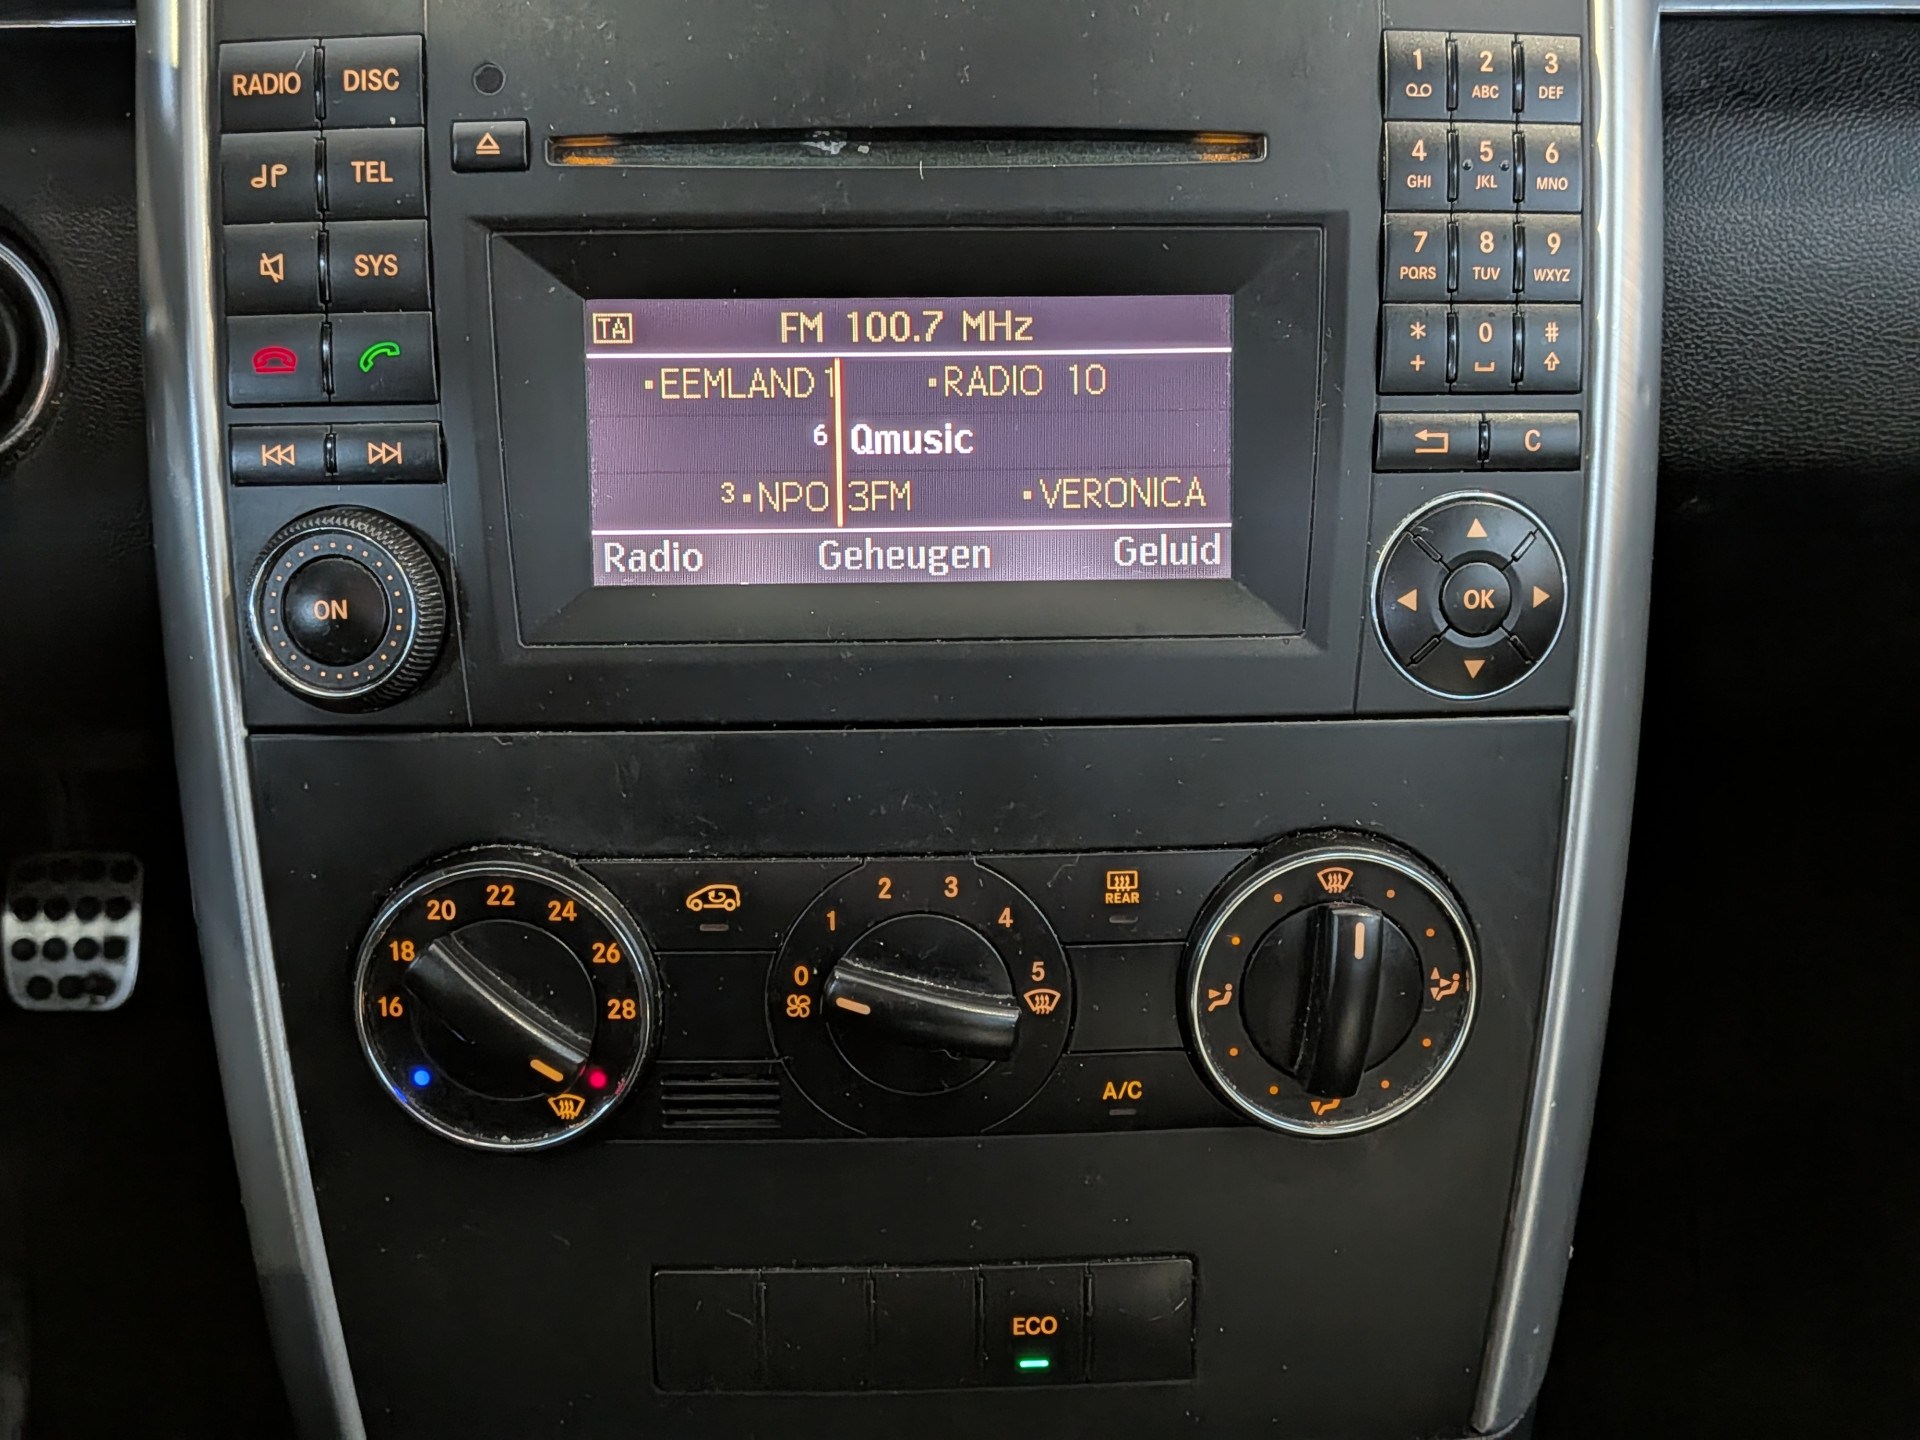 RADIO DISC
TEL
SYS
ON
TA FM 100.7 MHz
EEMLAND 1 RADIO 10
6 Qmusic
3 NPO 3FM VERONICA
Radio Geheugen Geluid
1 2 ABC 3 DEF
4 GHI 5 JKL 6 MNO
7 PQRS 8 TUV 9 WXYZ
* + 0 #
C
OK
16 18 20 22 24 26 28
0 1 2 3 4 5
REAR
A/C
ECO